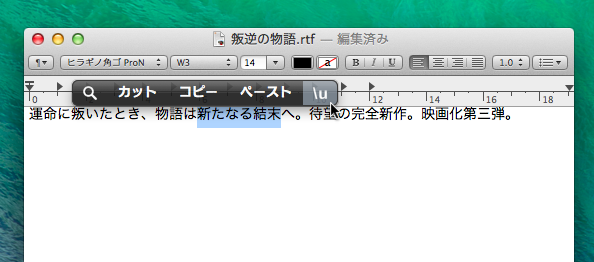 叛逆の物語.rtf — 編集済み
¶ ヒラギノ角ゴ ProN W3 14 a B I U 1.0
カット コピー ペースト \u
0 12 14 16 18
運命に叛いたとき、物語は新たなる結末へ。待望の完全新作。映画化第三弾。